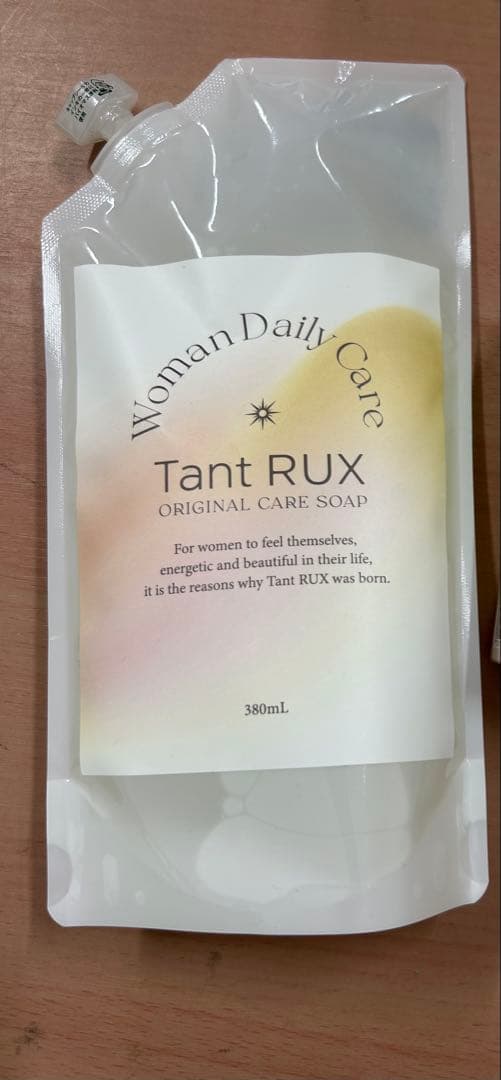 Woman Daily Care
Tant RUX
ORIGINAL CARE SOAP
For women to feel themselves,
energetic and beautiful in their life,
it is the reasons why Tant RUX was born.
380mL